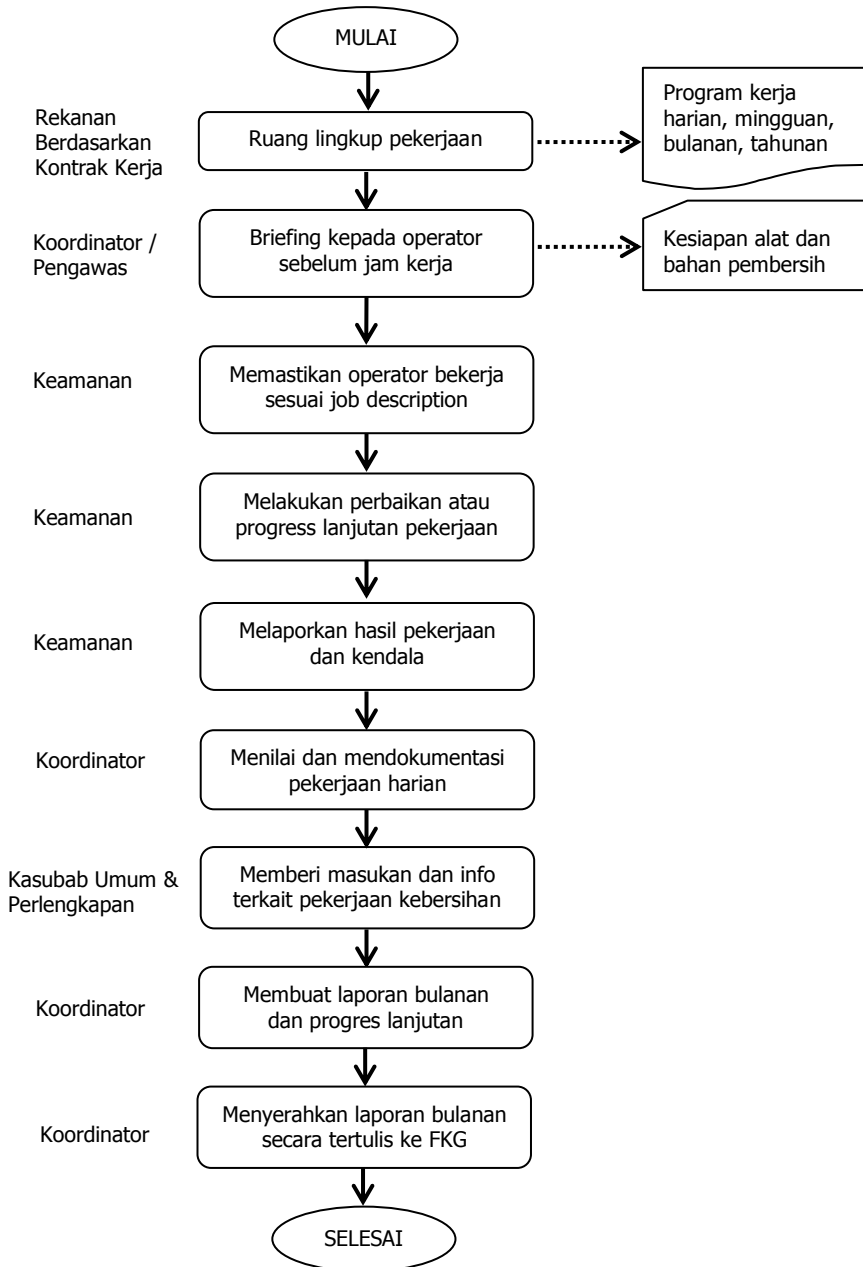 MULAI
Rekanan
Berdasarkan
Kontrak Kerja
Ruang lingkup pekerjaan
Program kerja
harian, mingguan,
bulanan, tahunan
Koordinator /
Pengawas
Briefing kepada operator
sebelum jam kerja
Kesiapan alat dan
bahan pembersih
Keamanan
Memastikan operator bekerja
sesuai job description
Keamanan
Melakukan perbaikan atau
progress lanjutan pekerjaan
Keamanan
Melaporkan hasil pekerjaan
dan kendala
Koordinator
Menilai dan mendokumentasi
pekerjaan harian
Kasubab Umum &
Perlengkapan
Memberi masukan dan info
terkait pekerjaan kebersihan
Koordinator
Membuat laporan bulanan
dan progres lanjutan
Koordinator
Menyerahkan laporan bulanan
secara tertulis ke FKG
SELESAI